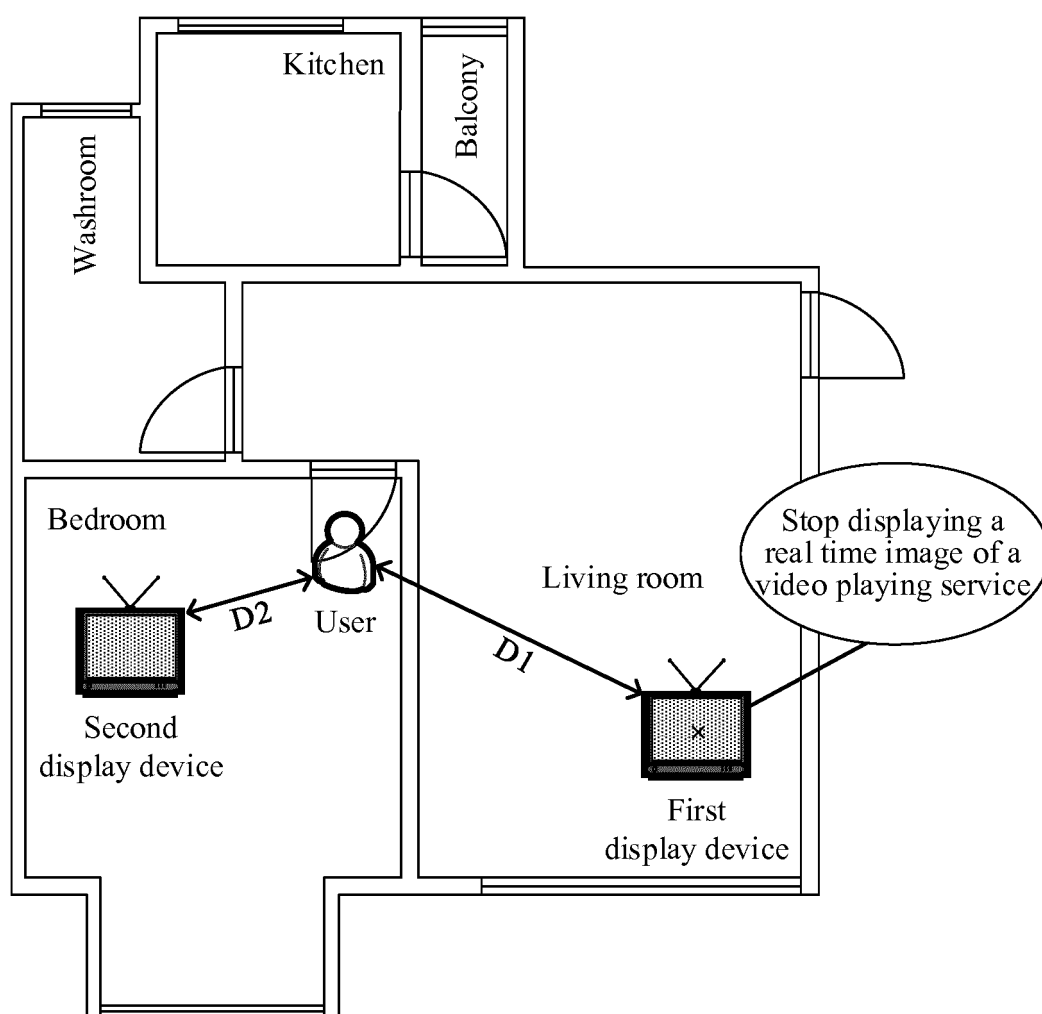 Kitchen
Balcony
Washroom
Bedroom
Stop displaying a
real time image of a
video playing service
Living room
D2
User
D1
Second
display device
First
display device